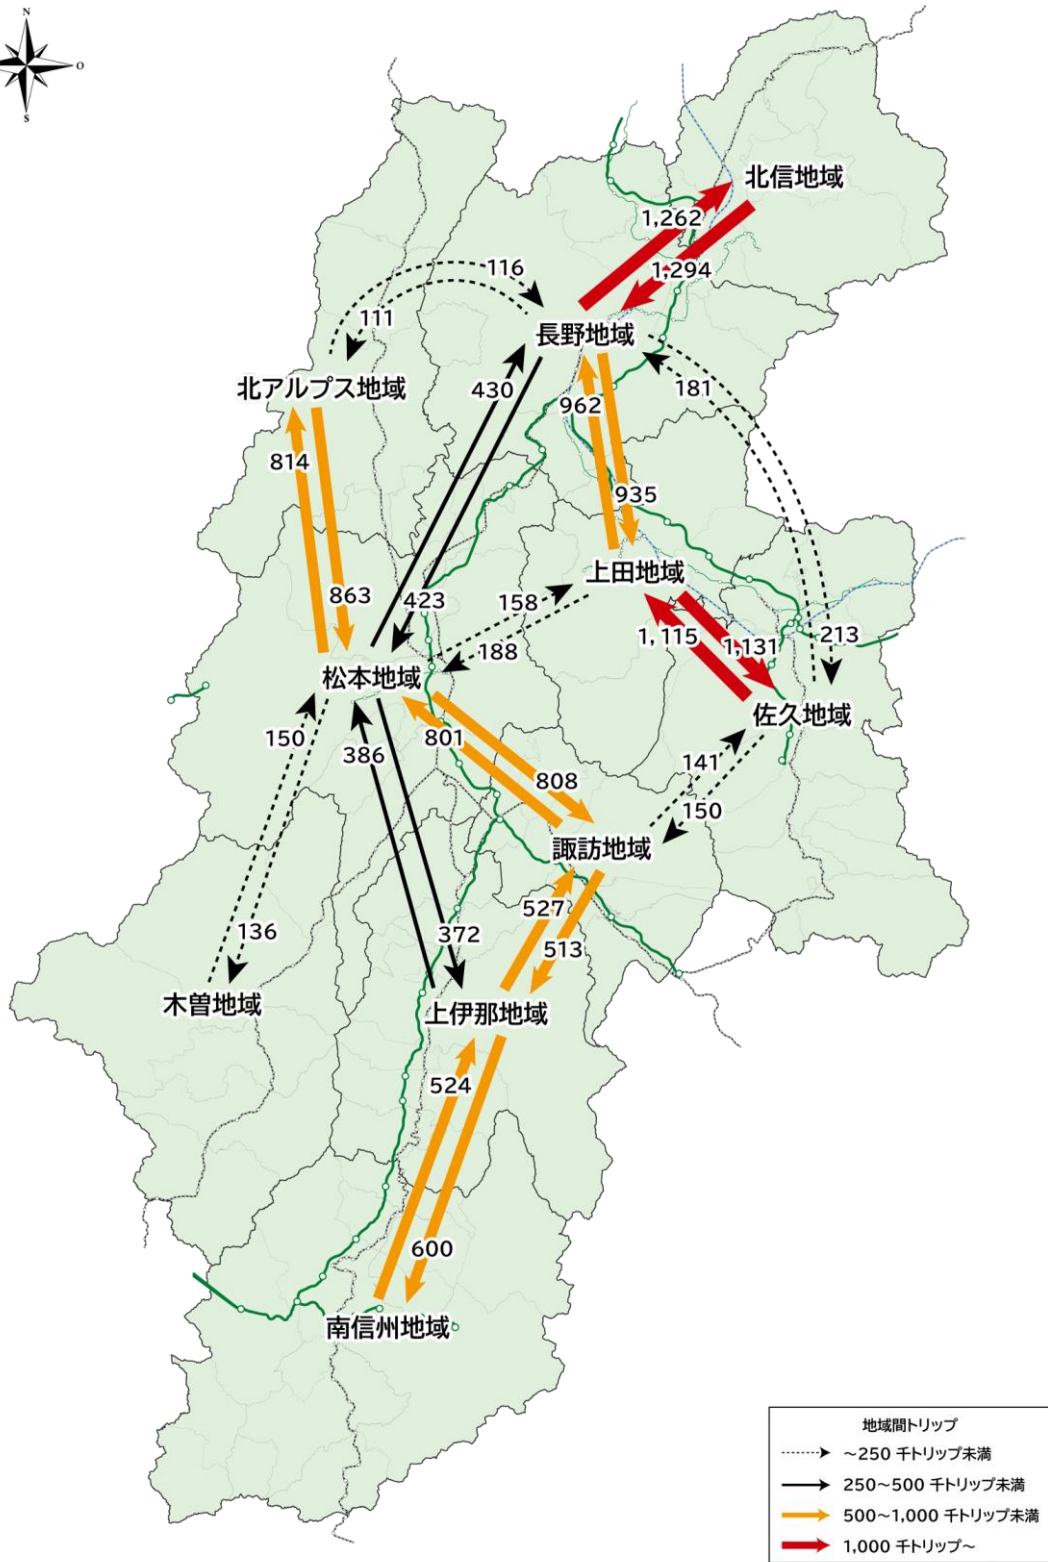 N
O
S
北信地域
1,262
1,294
116
111
長野地域
北アルプス地域
430
181
962
814
935
上田地域
863
423
158
188
1,115
1,131
213
松本地域
佐久地域
150
386
801
808
141
150
諏訪地域
527
513
136
372
木曽地域
上伊那地域
524
600
南信州地域
地域間トリップ
～250 千トリップ未満
250～500 千トリップ未満
500～1,000 千トリップ未満
1,000 千トリップ～